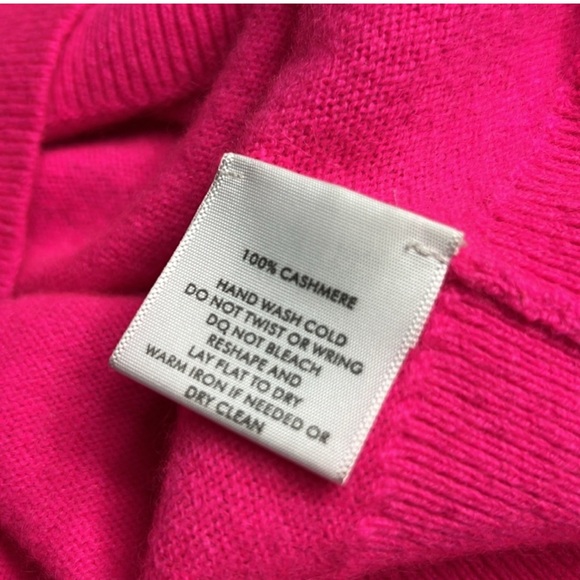 100% CASHMERE
HAND WASH COLD
DO NOT TWIST OR WRING
DO NOT BLEACH
RESHAPE AND
LAY FLAT TO DRY
WARM IRON IF NEEDED OR
DRY CLEAN